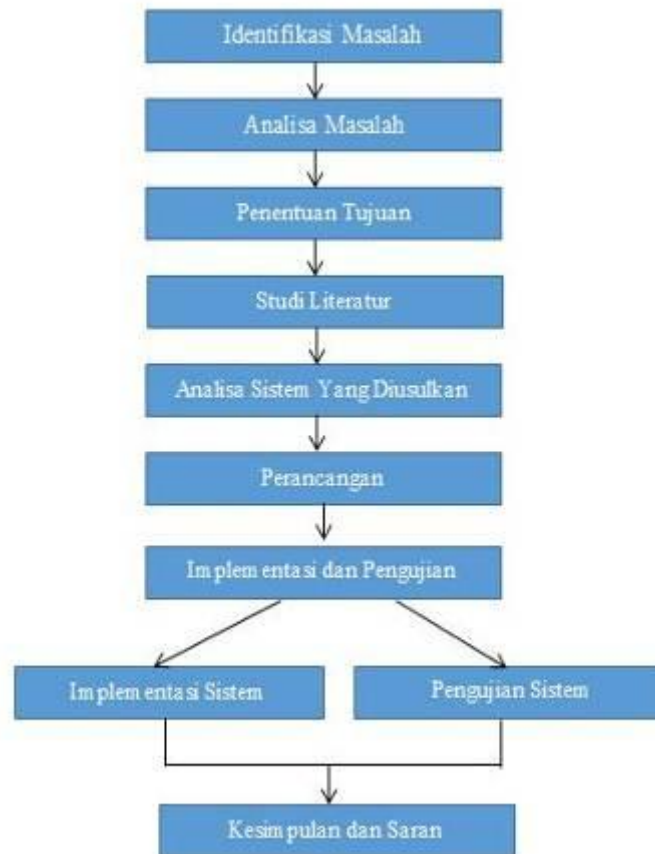 Identifikasi Masalah
Analisa Masalah
Penentuan Tujuan
Studi Literatur
Analisa Sistem Yang Diusulkan
Perancangan
Implementasi dan Pengujian
Implementasi Sistem
Pengujian Sistem
Kesimpulan dan Saran